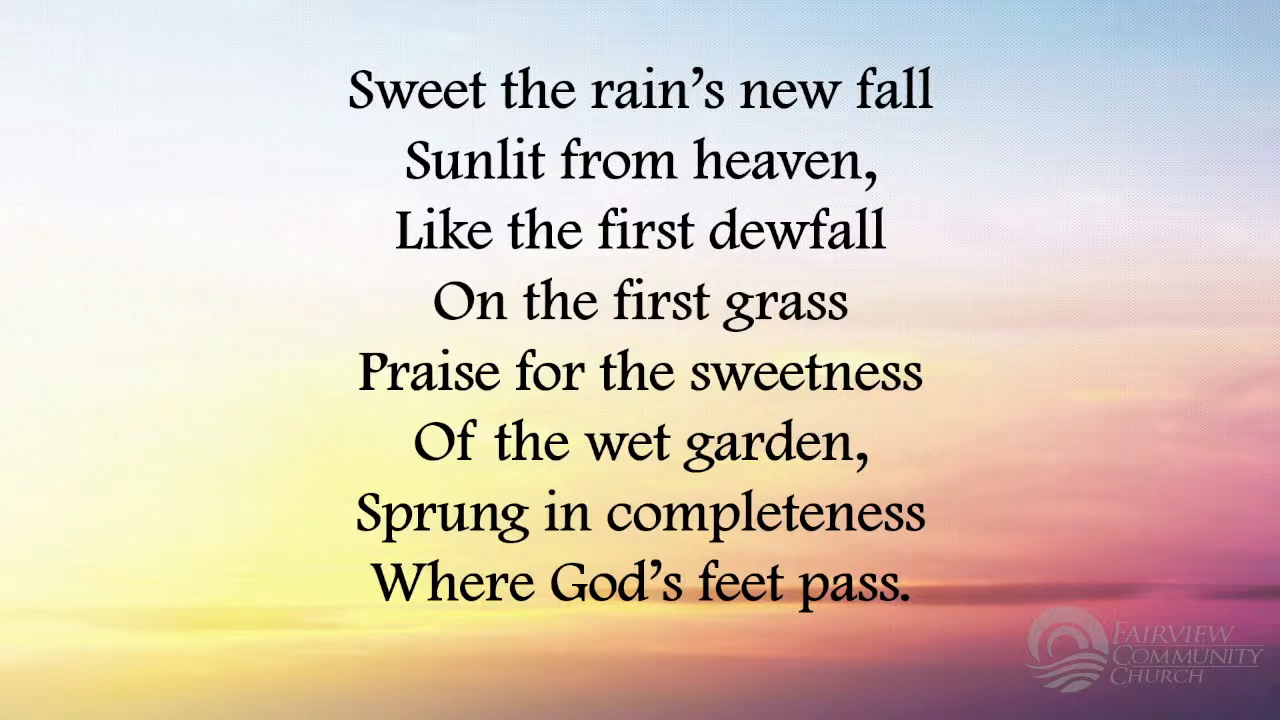 Sweet the rain’s new fall
Sunlit from heaven,
Like the first dewfall
On the first grass
Praise for the sweetness
Of the wet garden,
Sprung in completeness
Where God’s feet pass.
FAIRVIEW
COMMUNITY
CHURCH